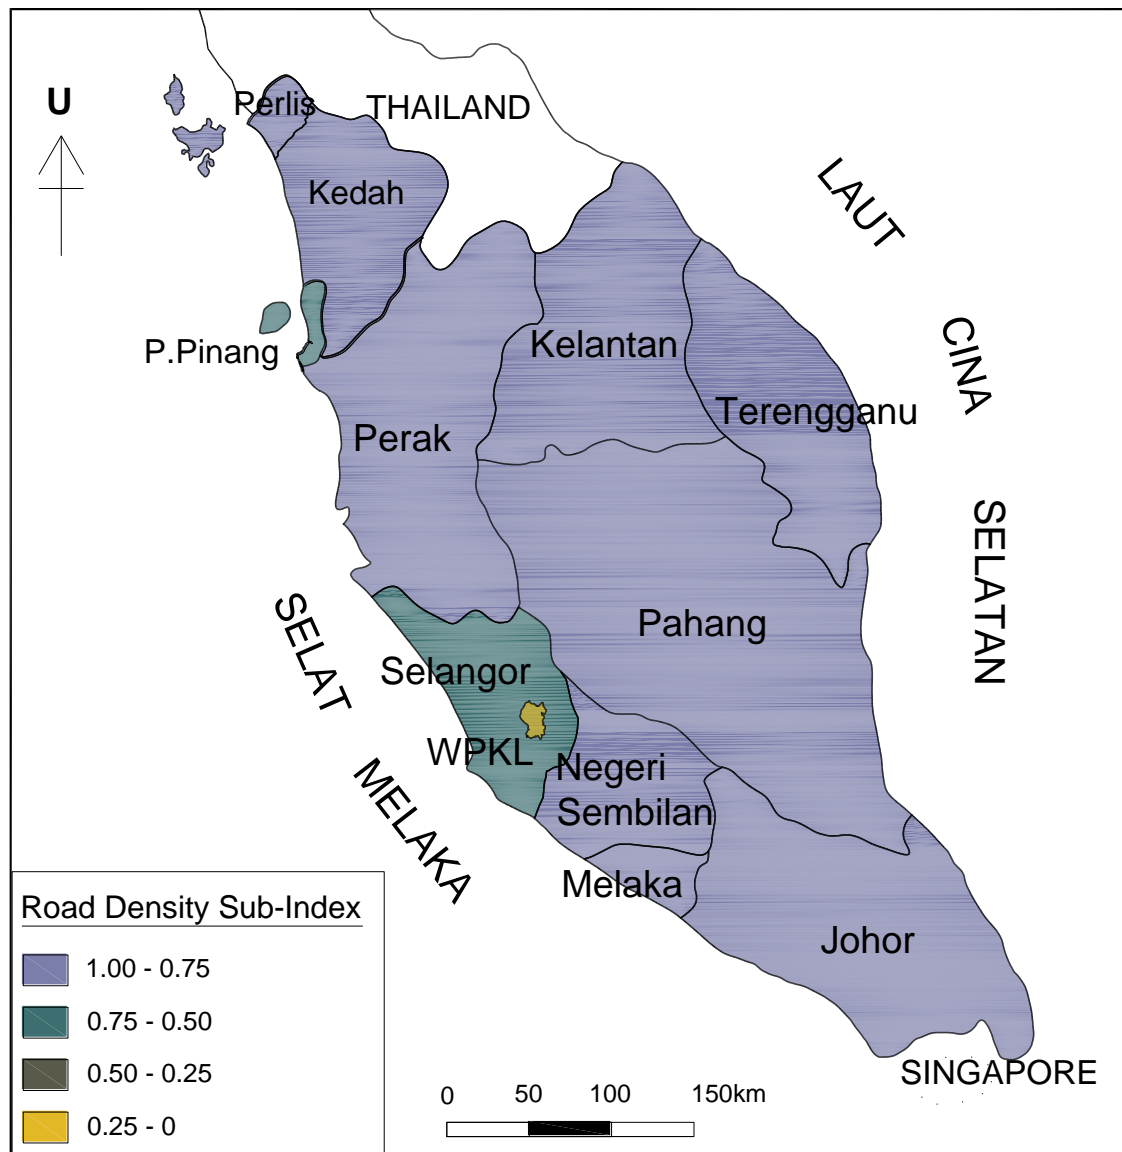 U
Perlis
THAILAND
Kedah
LAUT
P.Pinang
Kelantan
CINA
Terengganu
Perak
SELATAN
Pahang
SELAT
Selangor
WPKL
Negeri
Sembilan
MELAKA
Melaka
Johor
SINGAPORE
Road Density Sub-Index
1.00 - 0.75
0.75 - 0.50
0.50 - 0.25
0.25 - 0
0 50 100 150km